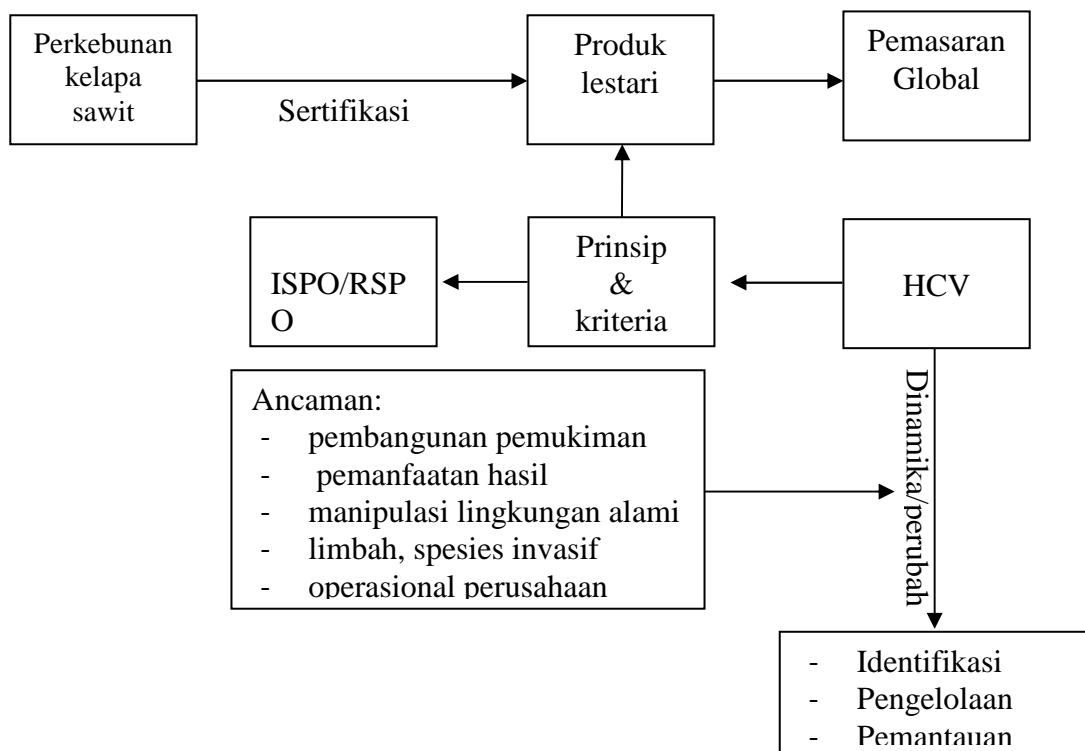 Perkebunan
kelapa
sawit
Sertifikasi
Produk
lestari
Pemasaran
Global
ISPO/RSP
O
Prinsip
&
kriteria
HCV
Ancaman:
- pembangunan pemukiman
- pemanfaatan hasil
- manipulasi lingkungan alami
- limbah, spesies invasif
- operasional perusahaan
Dinamika/perubah
- Identifikasi
- Pengelolaan
- Pemantauan